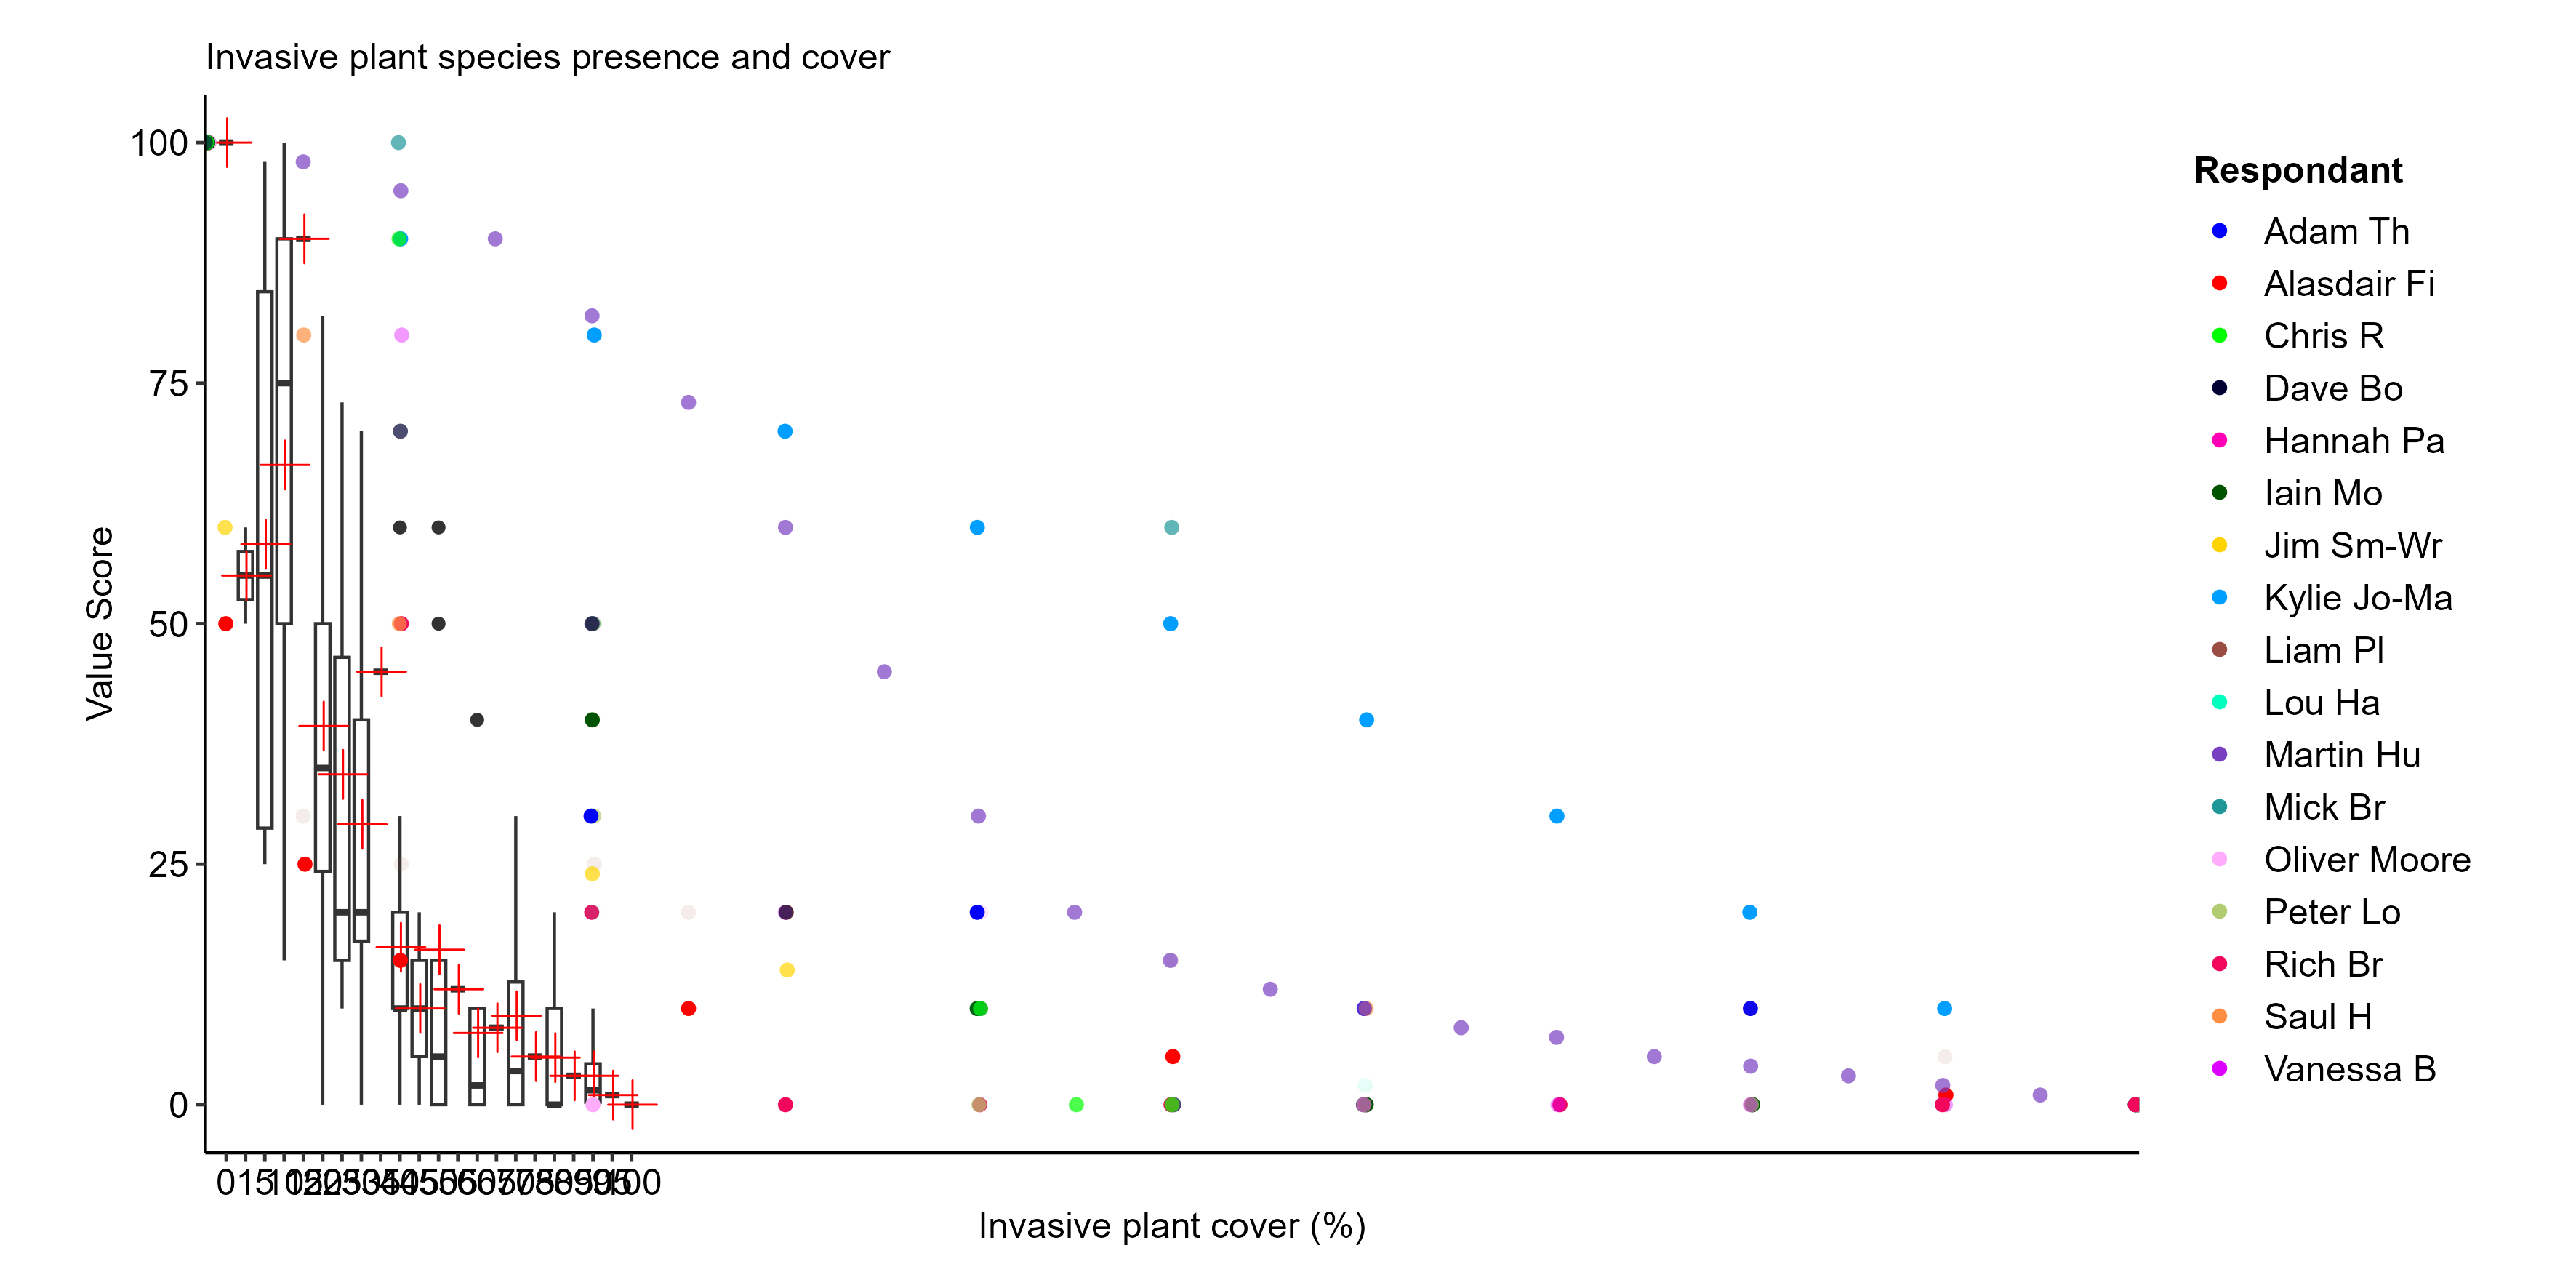 Invasive plant species presence and cover
100
75
50
25
0
Value Score
Invasive plant cover (%)
Respondant
Adam Th
Alasdair Fi
Chris R
Dave Bo
Hannah Pa
Iain Mo
Jim Sm-Wr
Kylie Jo-Ma
Liam Pl
Lou Ha
Martin Hu
Mick Br
Oliver Moore
Peter Lo
Rich Br
Saul H
Vanessa B